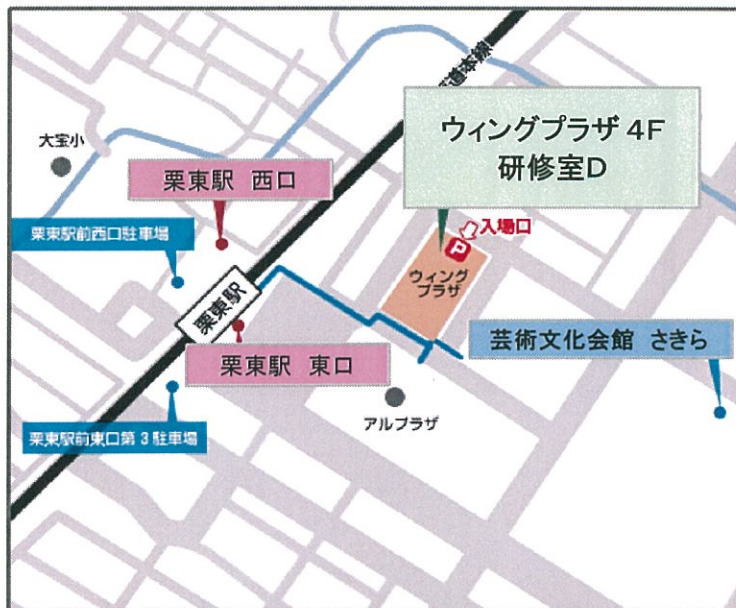 道本線
大宝小
ウィングプラザ 4F
研修室D
栗東駅 西口
入場口
P
栗東駅前西口駐車場
ウィング
プラザ
栗東駅
芸術文化会館 さきら
栗東駅 東口
アルプラザ
栗東駅前東口第3駐車場